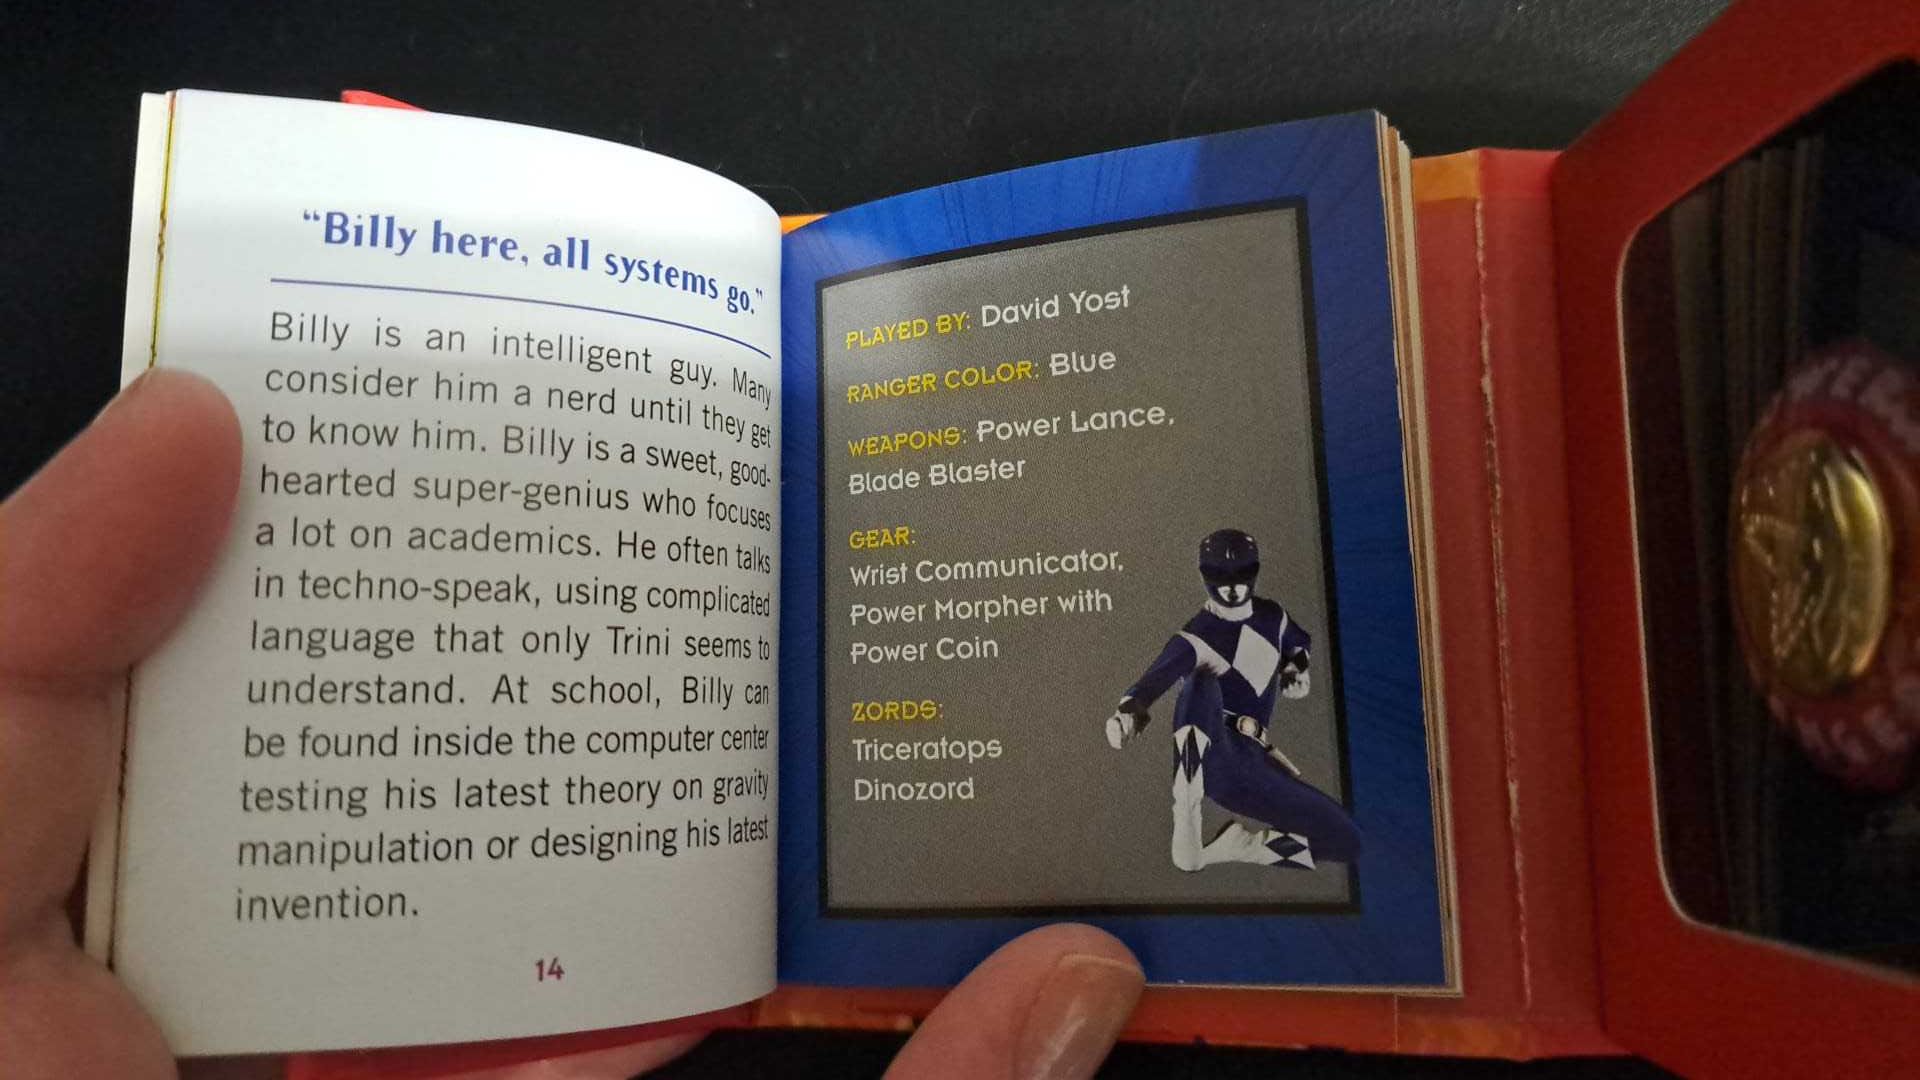 “Billy here, all systems go.”
Billy is an intelligent guy. Many
consider him a nerd until they get
to know him. Billy is a sweet, good-
hearted super-genius who focuses
a lot on academics. He often talks
in techno-speak, using complicated
language that only Trini seems to
understand. At school, Billy can
be found inside the computer center
testing his latest theory on gravity
manipulation or designing his latest
invention.
14
PLAYED BY: David Yost
RANGER COLOR: Blue
WEAPONS: Power Lance,
Blade Blaster
GEAR:
Wrist Communicator,
Power Morpher with
Power Coin
ZORDS:
Triceratops
Dinozord